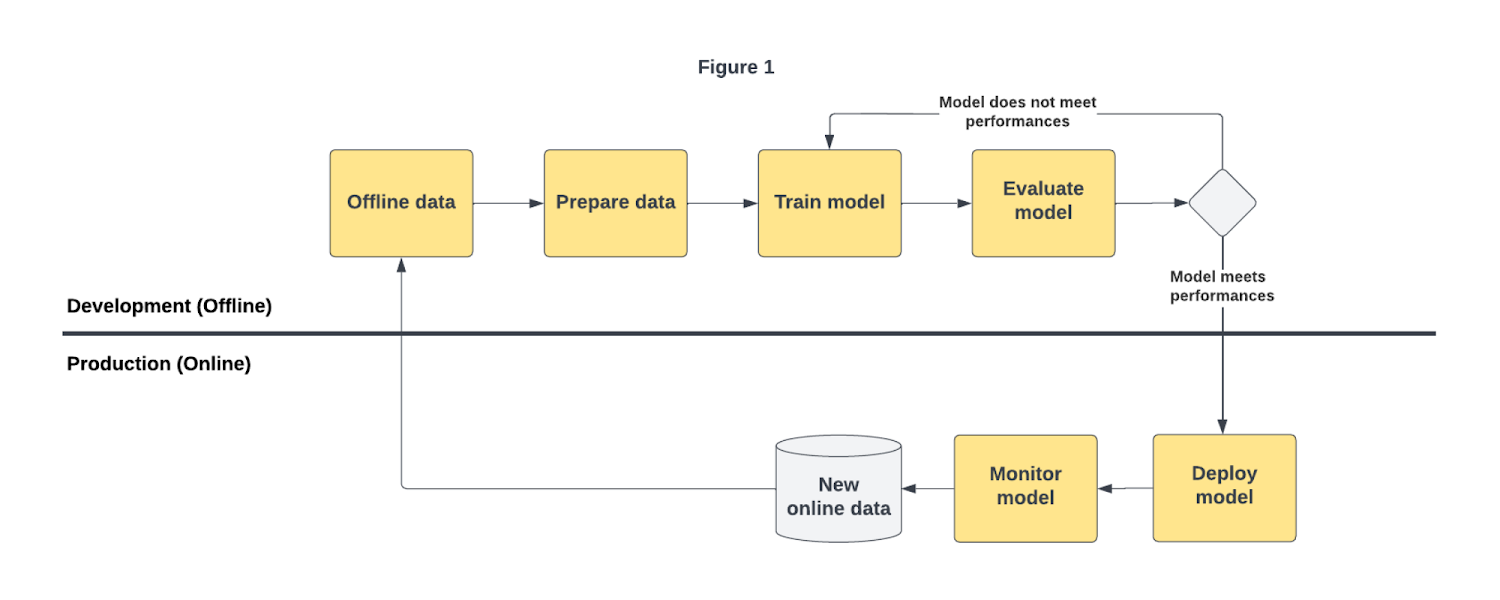 Figure 1
Model does not meet
performances
Offline data
Prepare data
Train model
Evaluate
model
Model meets
performances
Development (Offline)
Production (Online)
New
online data
Monitor
model
Deploy
model